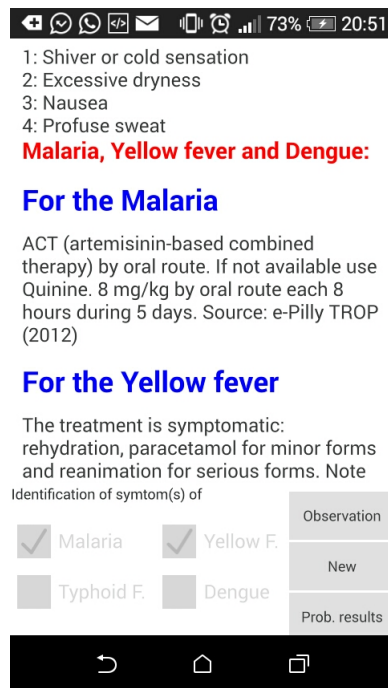 73% 20:51
1: Shiver or cold sensation
2: Excessive dryness
3: Nausea
4: Profuse sweat
Malaria, Yellow fever and Dengue:
For the Malaria
ACT (artemisinin-based combined
therapy) by oral route. If not available use
Quinine. 8 mg/kg by oral route each 8
hours during 5 days. Source: e-Pilly TROP
(2012)
For the Yellow fever
The treatment is symptomatic:
rehydration, paracetamol for minor forms
and reanimation for serious forms. Note
Identification of symtom(s) of
Observation
Malaria Yellow F.
New
Typhoid F. Dengue
Prob. results